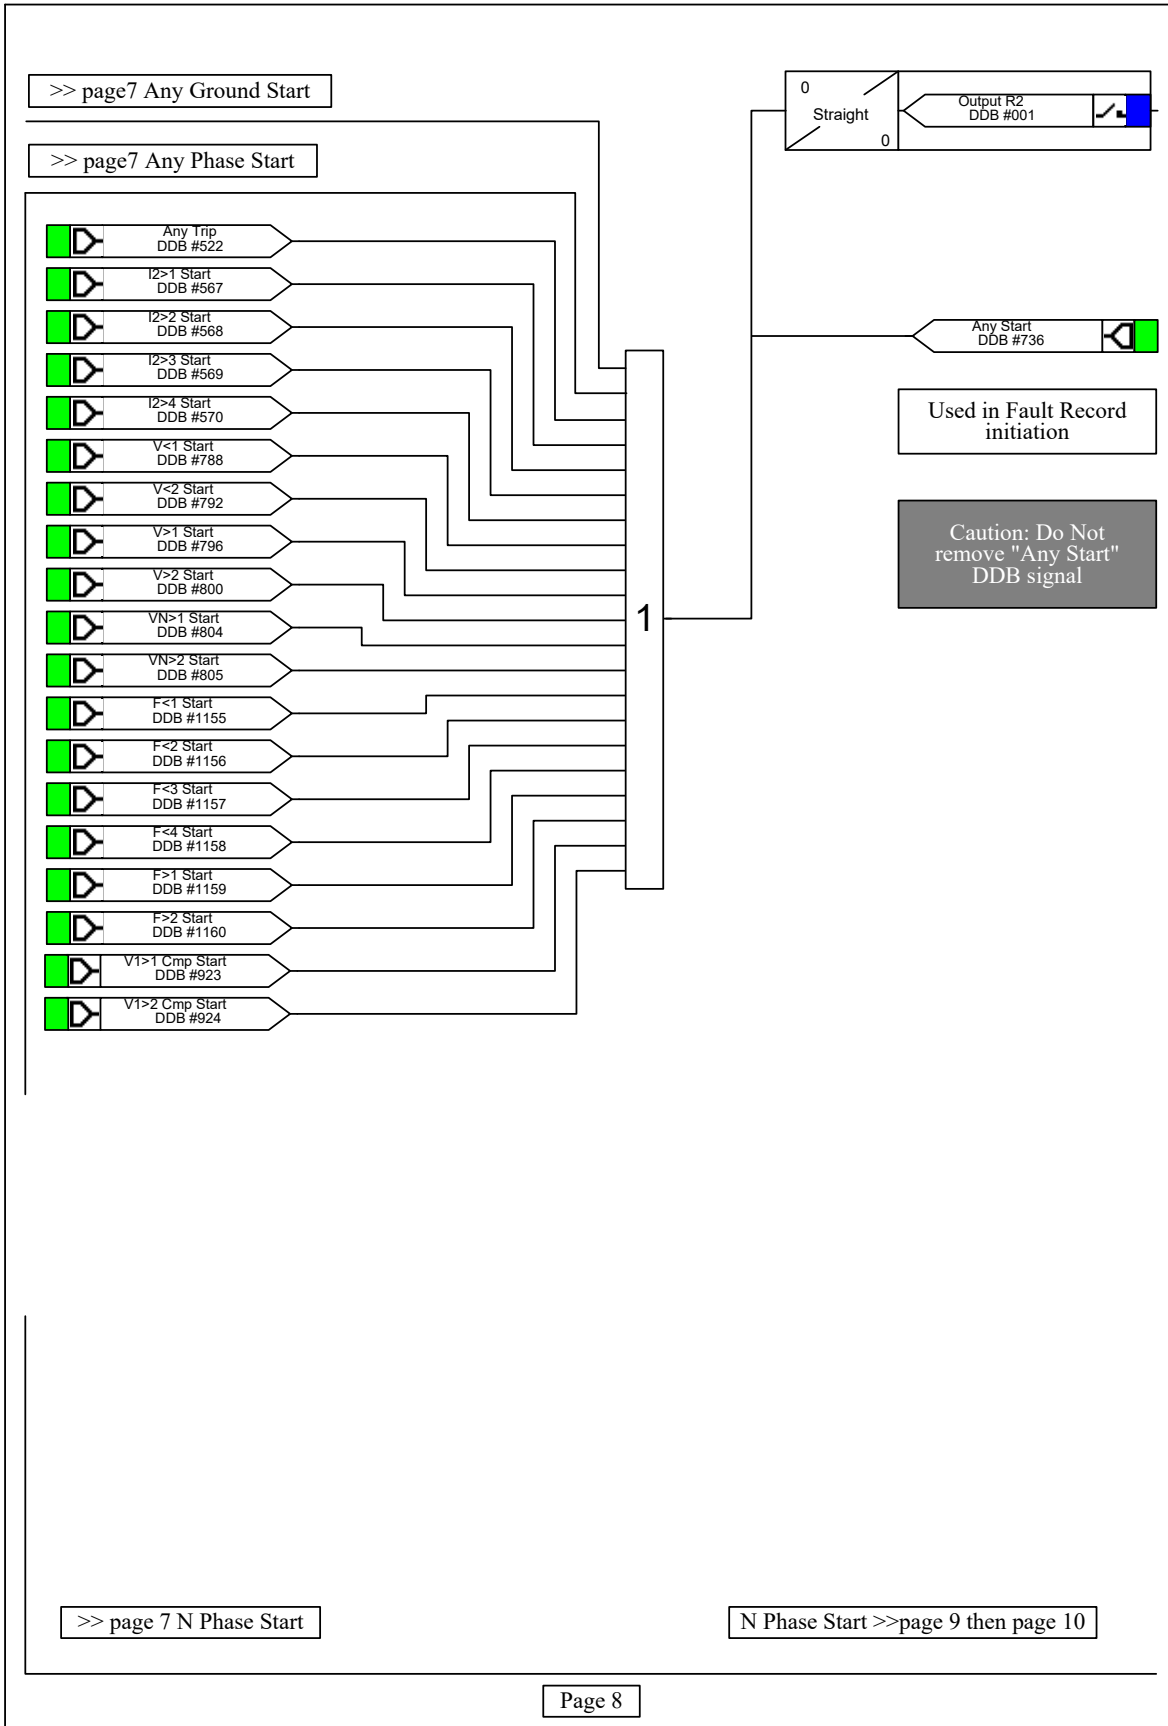 >> page7 Any Ground Start
0
Straight
0
Output R2
DDB #001
>> page7 Any Phase Start
Any Trip
DDB #522
I2>1 Start
DDB #567
I2>2 Start
DDB #568
I2>3 Start
DDB #569
I2>4 Start
DDB #570
V<1 Start
DDB #788
V<2 Start
DDB #792
V>1 Start
DDB #796
V>2 Start
DDB #800
VN>1 Start
DDB #804
VN>2 Start
DDB #805
F<1 Start
DDB #1155
F<2 Start
DDB #1156
F<3 Start
DDB #1157
F<4 Start
DDB #1158
F>1 Start
DDB #1159
F>2 Start
DDB #1160
V1>1 Cmp Start
DDB #923
V1>2 Cmp Start
DDB #924
1
Any Start
DDB #736
Used in Fault Record
initiation
Caution: Do Not
remove "Any Start"
DDB signal
>> page 7 N Phase Start
N Phase Start >>page 9 then page 10
Page 8